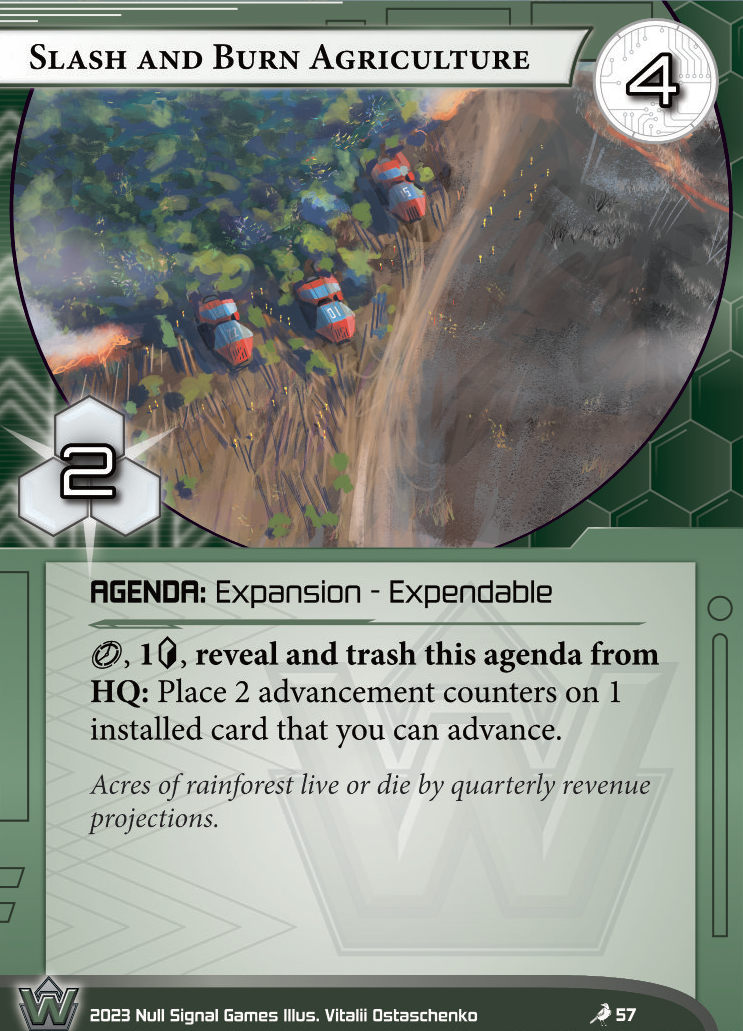 Slash and Burn Agriculture
4
5
01
2
AGENDA: Expansion - Expendable
, 1, reveal and trash this agenda from
HQ: Place 2 advancement counters on 1
installed card that you can advance.
Acres of rainforest live or die by quarterly revenue
projections.
W
2023 Null Signal Games Illus. Vitalii Ostaschenko
57